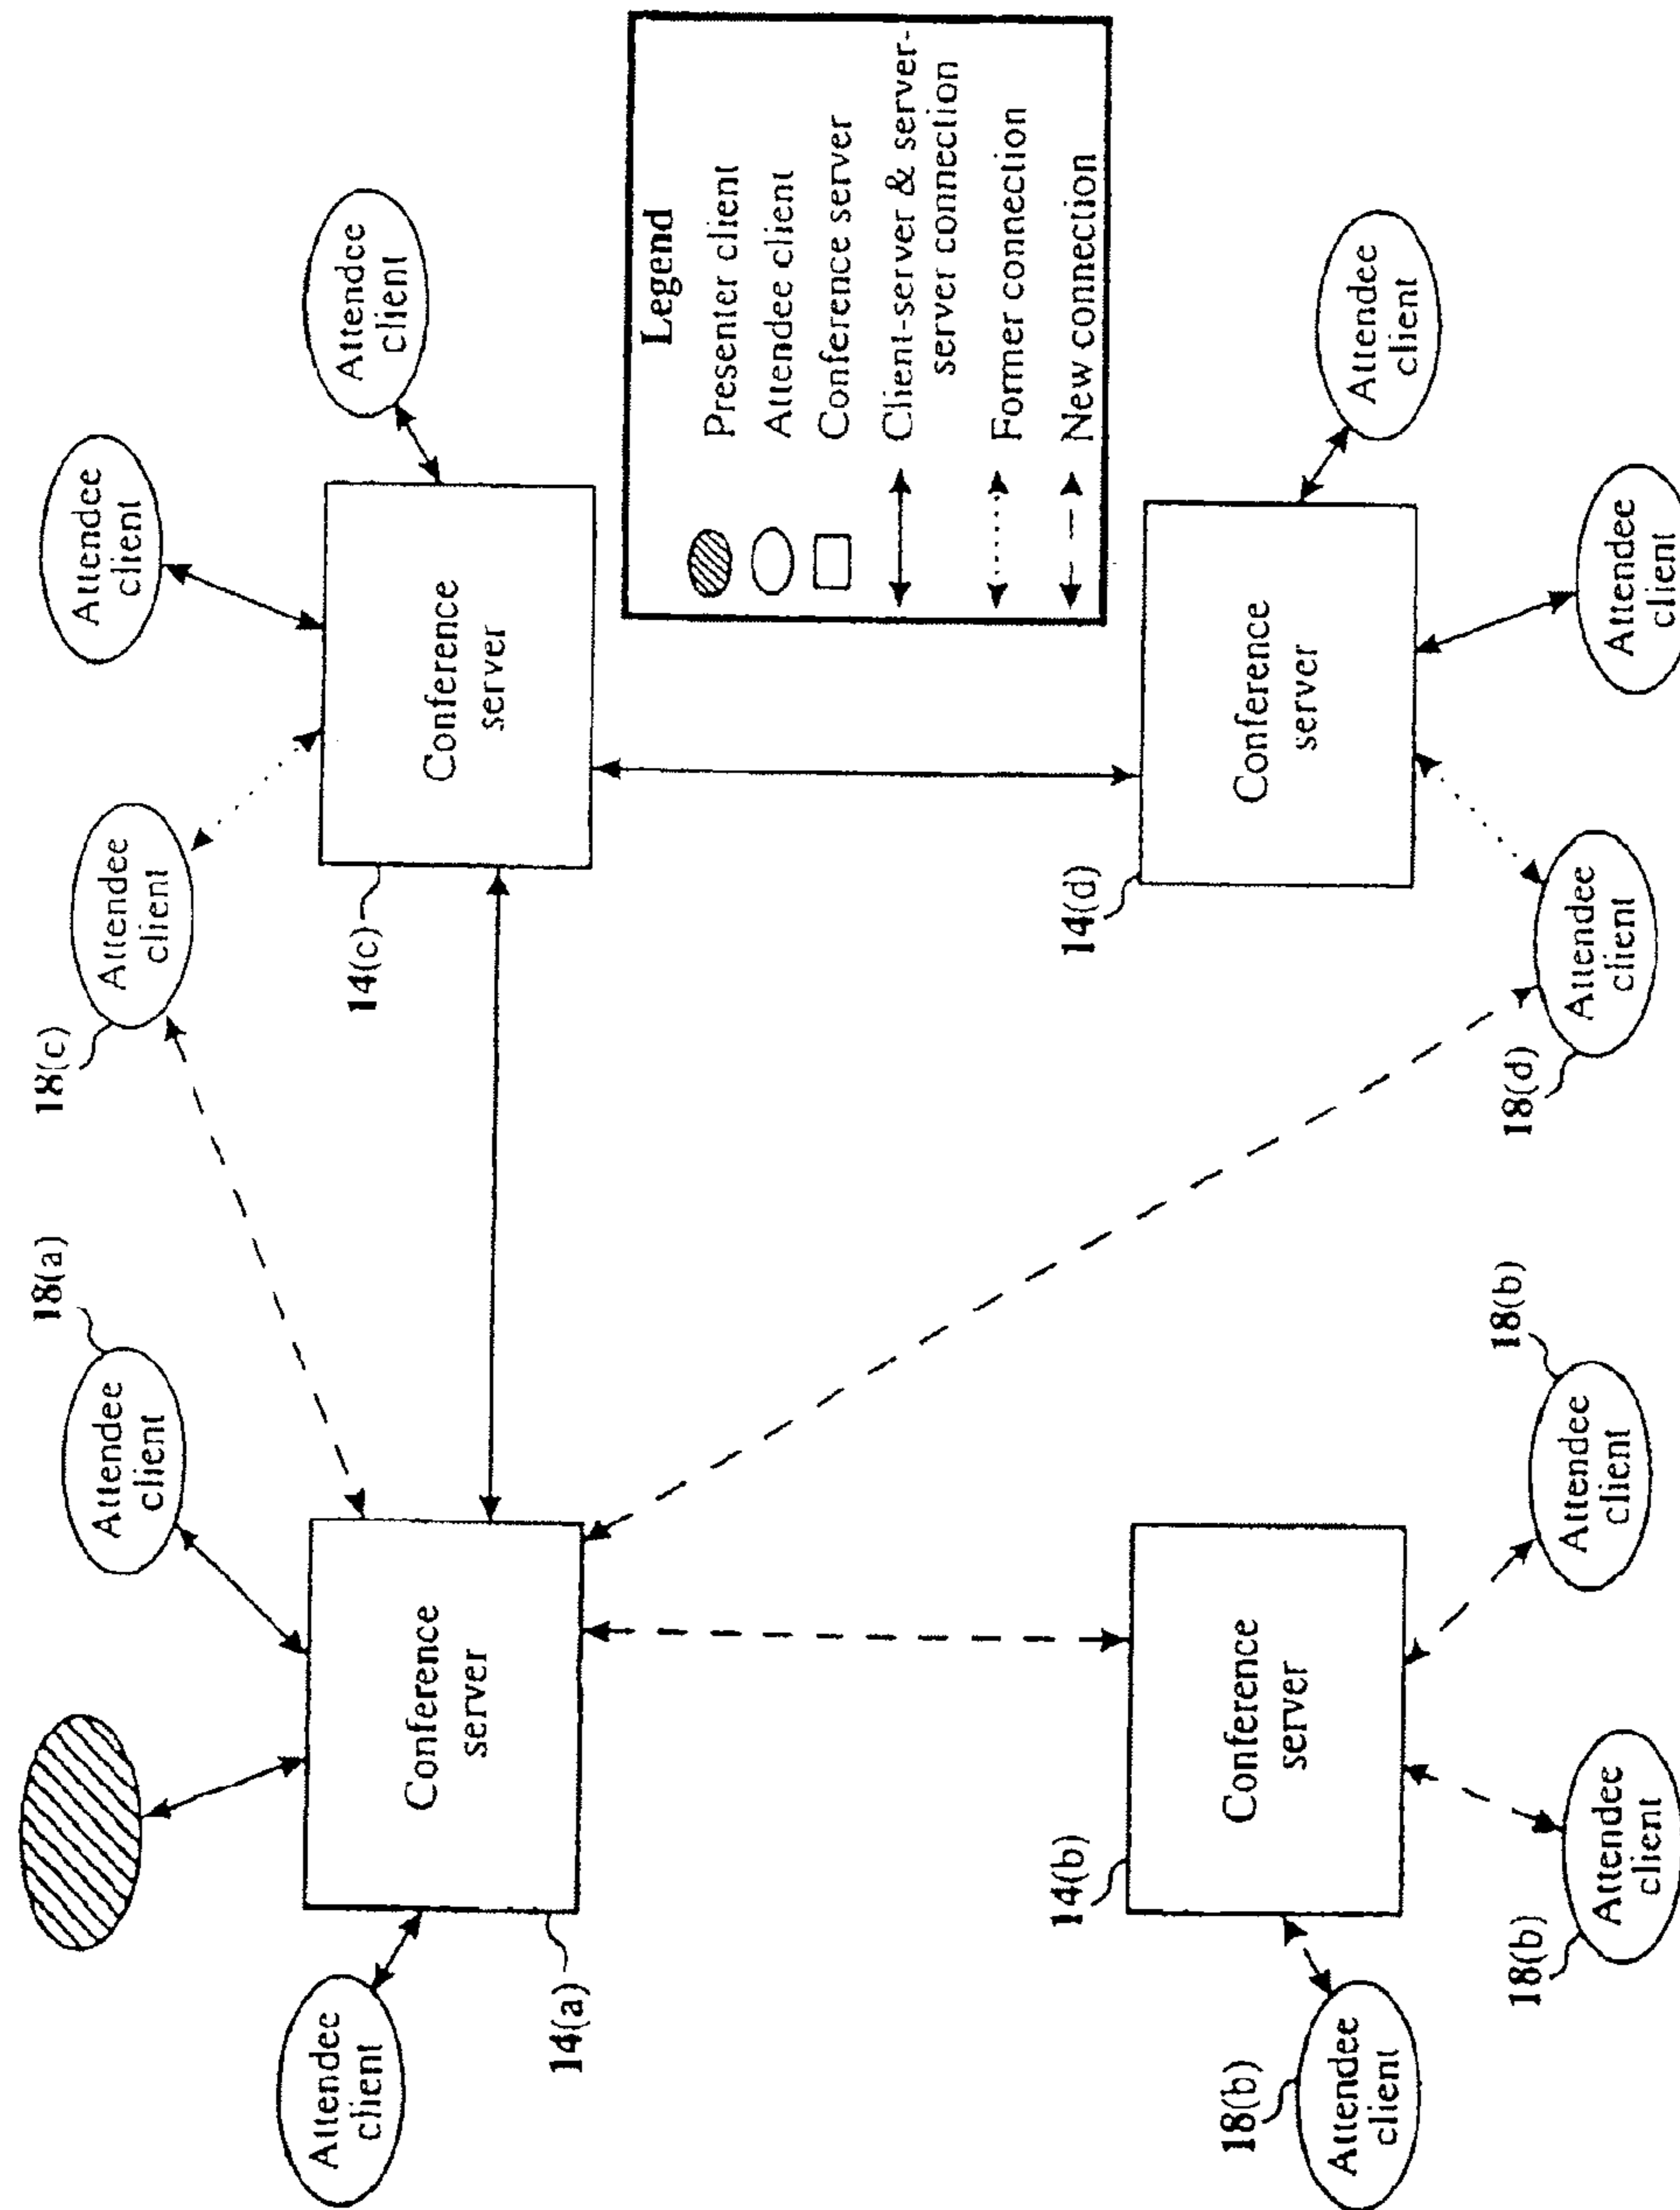 Attendee
client
18(a)
Attendee
client
18(c)
Attendee
client
Attendee
client
Attendee
client
Conference
server
14(a)
Conference
server
14(c)
Legend
Presenter client
Attendee client
Conference server
Client-server & server-
server connection
Former connection
New connection
Conference
server
14(b)
Conference
server
14(d)
Attendee
client
18(b)
Attendee
client
18(b)
Attendee
client
18(b)
Attendee
client
18(d)
Attendee
client
Attendee
client